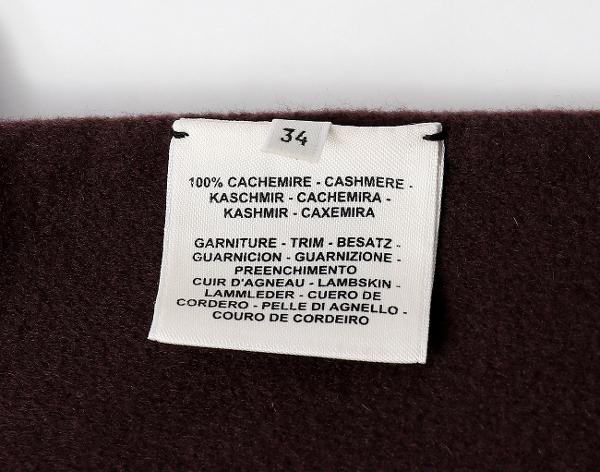 34
100% CACHEMIRE - CASHMERE -
KASCHMIR - CACHEMIRA -
KASHMIR - CAXEMIRA
GARNITURE - TRIM - BESATZ -
GUARNICION - GUARNIZIONE -
PREENCHIMENTO
CUIR D'AGNEAU - LAMBSKIN -
LAMMLEDER - CUERO DE
CORDERO - PELLE DI AGNELLO -
COURO DE CORDEIRO